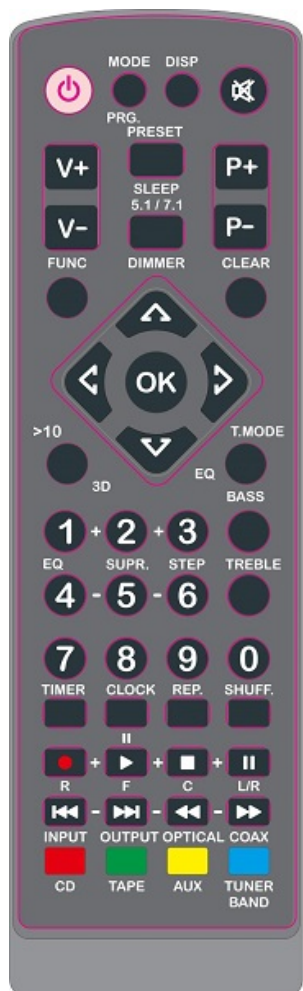 MODE DISP
PRG.
PRESET
V+ P+
SLEEP
5.1 / 7.1
V- P-
FUNC DIMMER CLEAR
OK
>10 T.MODE
3D EQ
BASS
1 + 2 + 3
EQ SUPR. STEP TREBLE
4 - 5 - 6
7 8 9 0
TIMER CLOCK REP. SHUFF.
+ + +
R F C L/R
- - -
INPUT OUTPUT OPTICAL COAX
CD TAPE AUX TUNER
BAND